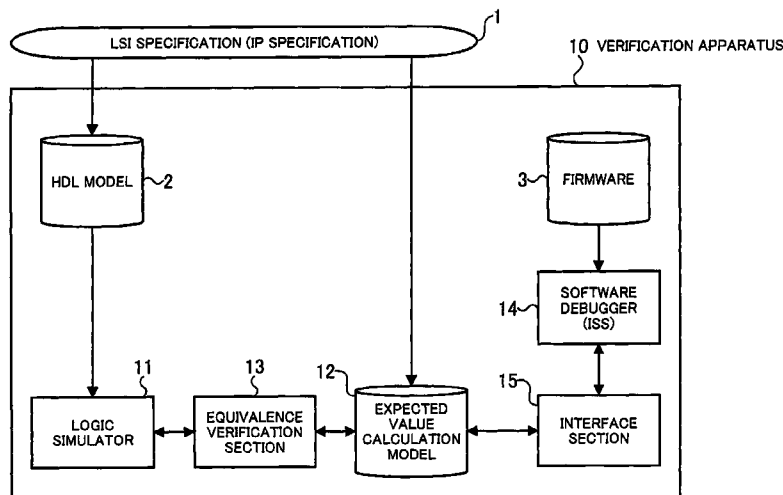 1
LSI SPECIFICATION (IP SPECIFICATION)
10 VERIFICATION APPARATUS
HDL MODEL
2
3
FIRMWARE
14
SOFTWARE
DEBUGGER
(ISS)
11
LOGIC
SIMULATOR
13
EQUIVALENCE
VERIFICATION
SECTION
12
EXPECTED
VALUE
CALCULATION
MODEL
15
INTERFACE
SECTION